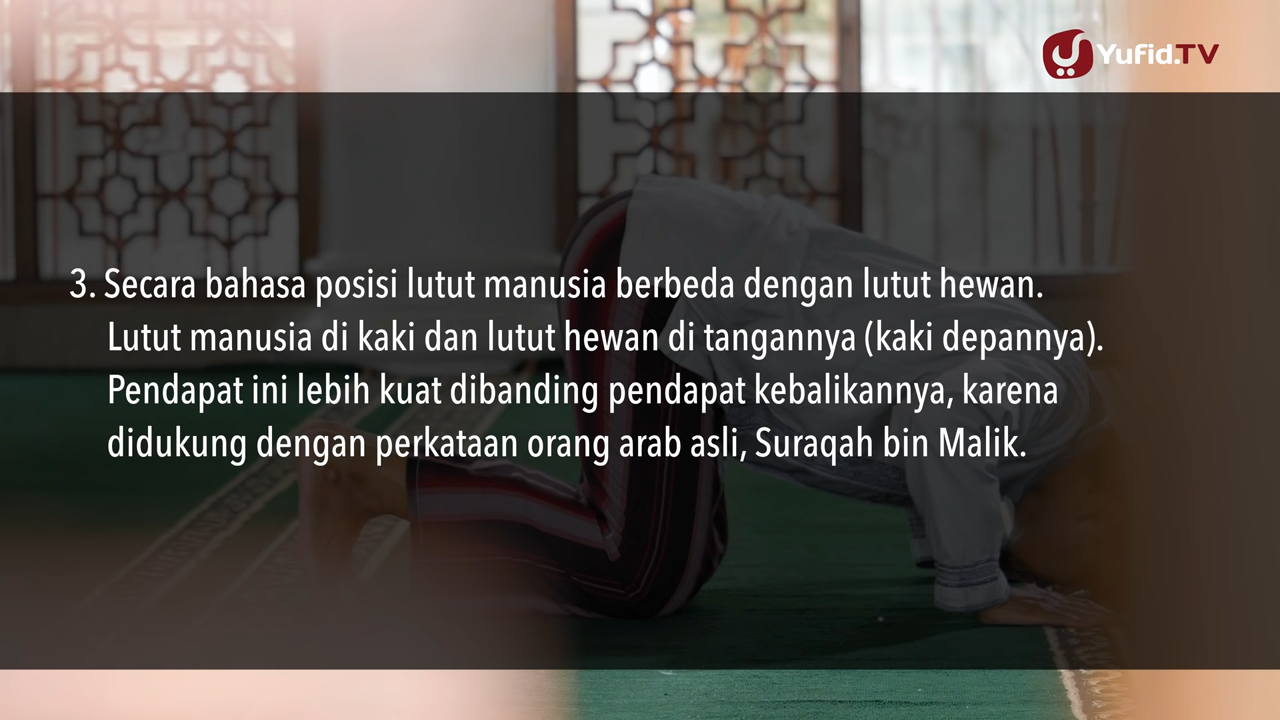 Yufid.TV
3. Secara bahasa posisi lutut manusia berbeda dengan lutut hewan.
Lutut manusia di kaki dan lutut hewan di tangannya (kaki depannya).
Pendapat ini lebih kuat dibanding pendapat kebalikannya, karena
didukung dengan perkataan orang arab asli, Suraqah bin Malik.